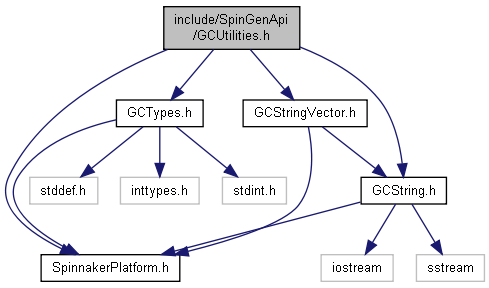 include/SpinGenApi
/GCUtilities.h
GCTypes.h
GCStringVector.h
stddef.h
inttypes.h
stdint.h
GCString.h
SpinnakerPlatform.h
iostream
sstream